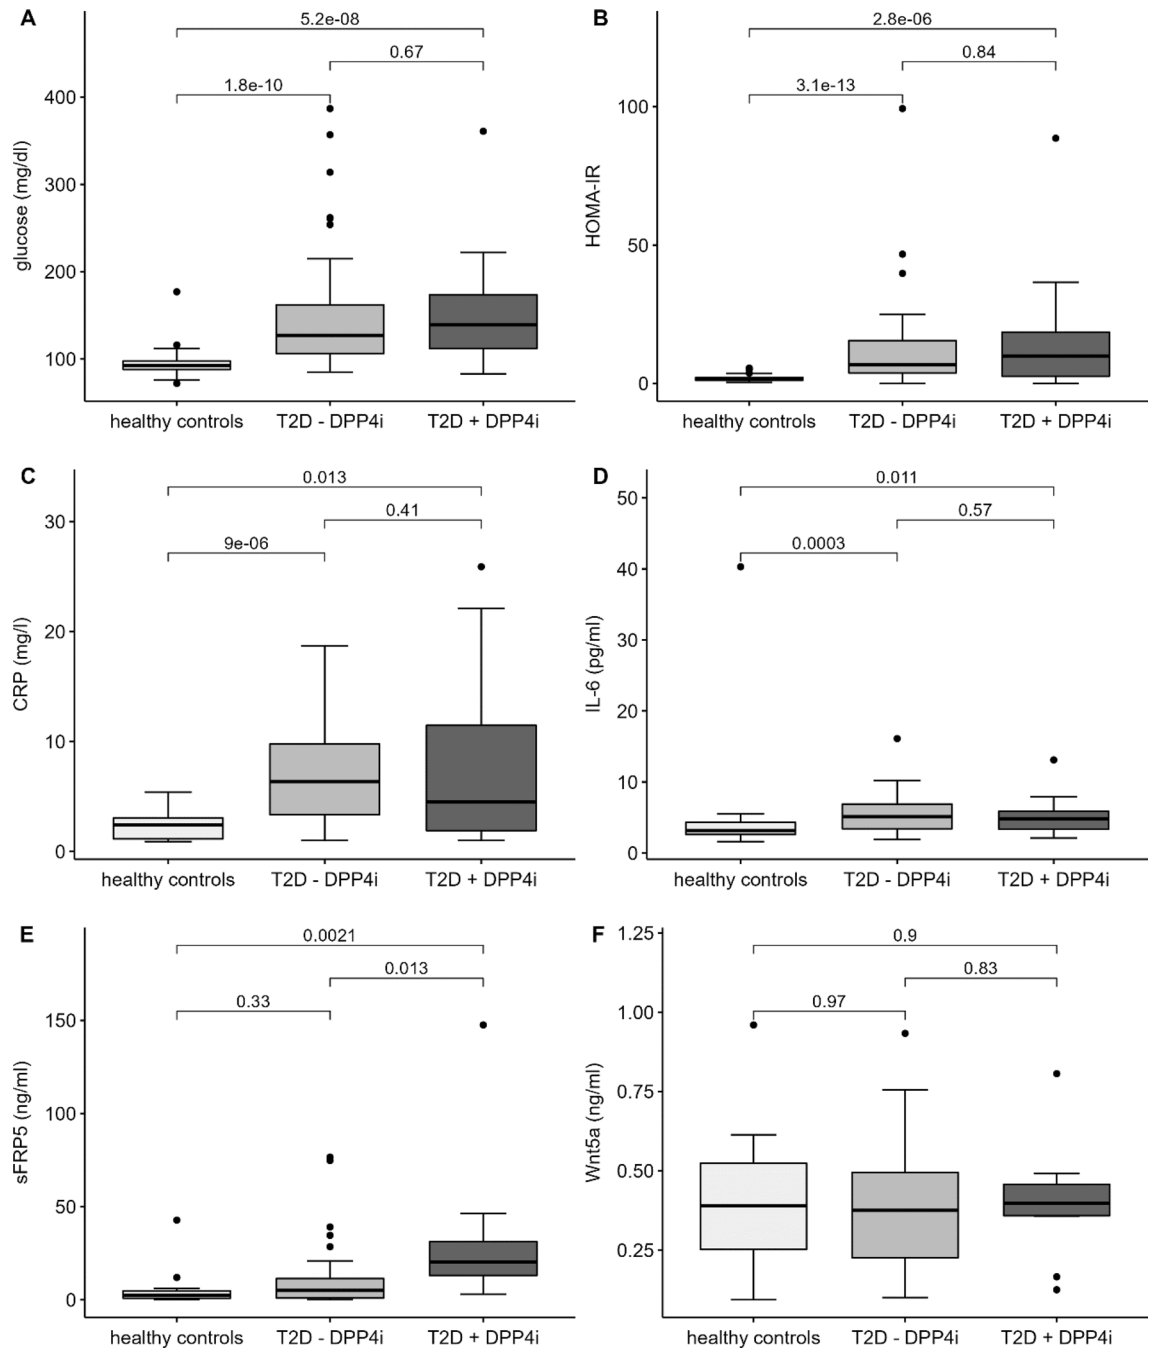 A
5.2e-08
0.67
1.8e-10
400
300
200
100
glucose (mg/dl)
healthy controls
T2D - DPP4i
T2D + DPP4i
B
2.8e-06
0.84
3.1e-13
100
50
0
HOMA-IR
healthy controls
T2D - DPP4i
T2D + DPP4i
C
0.013
0.41
9e-06
30
20
10
0
CRP (mg/l)
healthy controls
T2D - DPP4i
T2D + DPP4i
D
0.011
0.57
0.0003
50
40
30
20
10
0
IL-6 (pg/ml)
healthy controls
T2D - DPP4i
T2D + DPP4i
E
0.0021
0.013
0.33
150
100
50
0
sFRP5 (ng/ml)
healthy controls
T2D - DPP4i
T2D + DPP4i
F
0.9
0.83
0.97
1.25
1.00
0.75
0.50
0.25
Wnt5a (ng/ml)
healthy controls
T2D - DPP4i
T2D + DPP4i